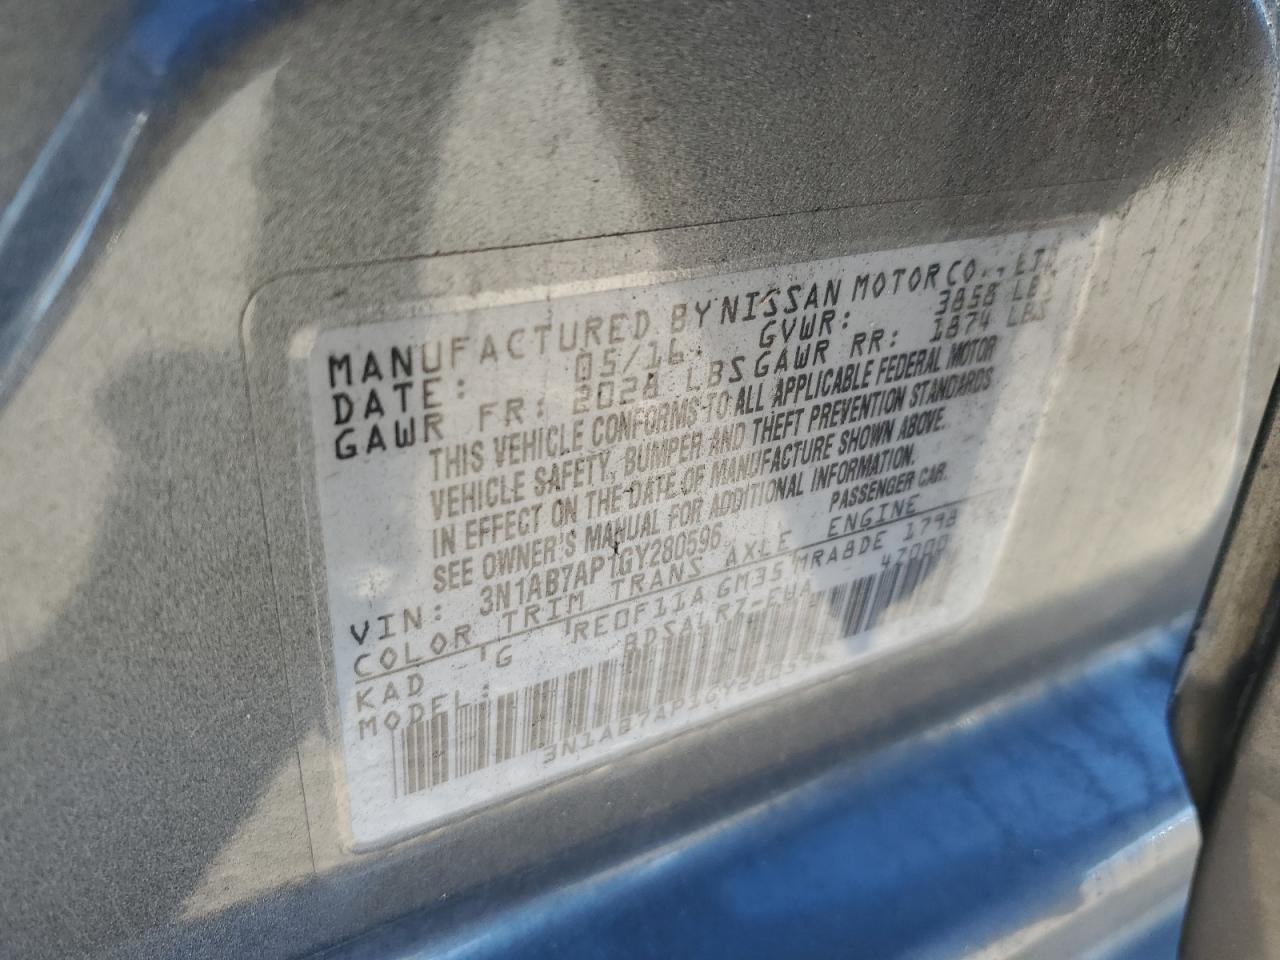 MANUFACTURED BY NISSAN MOTOR CO., LTD
DATE: 05/16 GVWR: 3858 LBS
GAWR FR: 2028 LBS GAWR RR: 1874 LBS
THIS VEHICLE CONFORMS TO ALL APPLICABLE FEDERAL MOTOR
VEHICLE SAFETY, BUMPER AND THEFT PREVENTION STANDARDS
IN EFFECT ON THE DATE OF MANUFACTURE SHOWN ABOVE.
SEE OWNER'S MANUAL FOR ADDITIONAL INFORMATION.
VIN: 3N1AB7AP1GY280596 PASSENGER CAR.
COLOR TRIM TRANS AXLE ENGINE
KAD G RE0F11A GM35 MRA8DE 1798
MODEL: BDSALRZ-EUA 47000
3N1AB7AP1GY280596